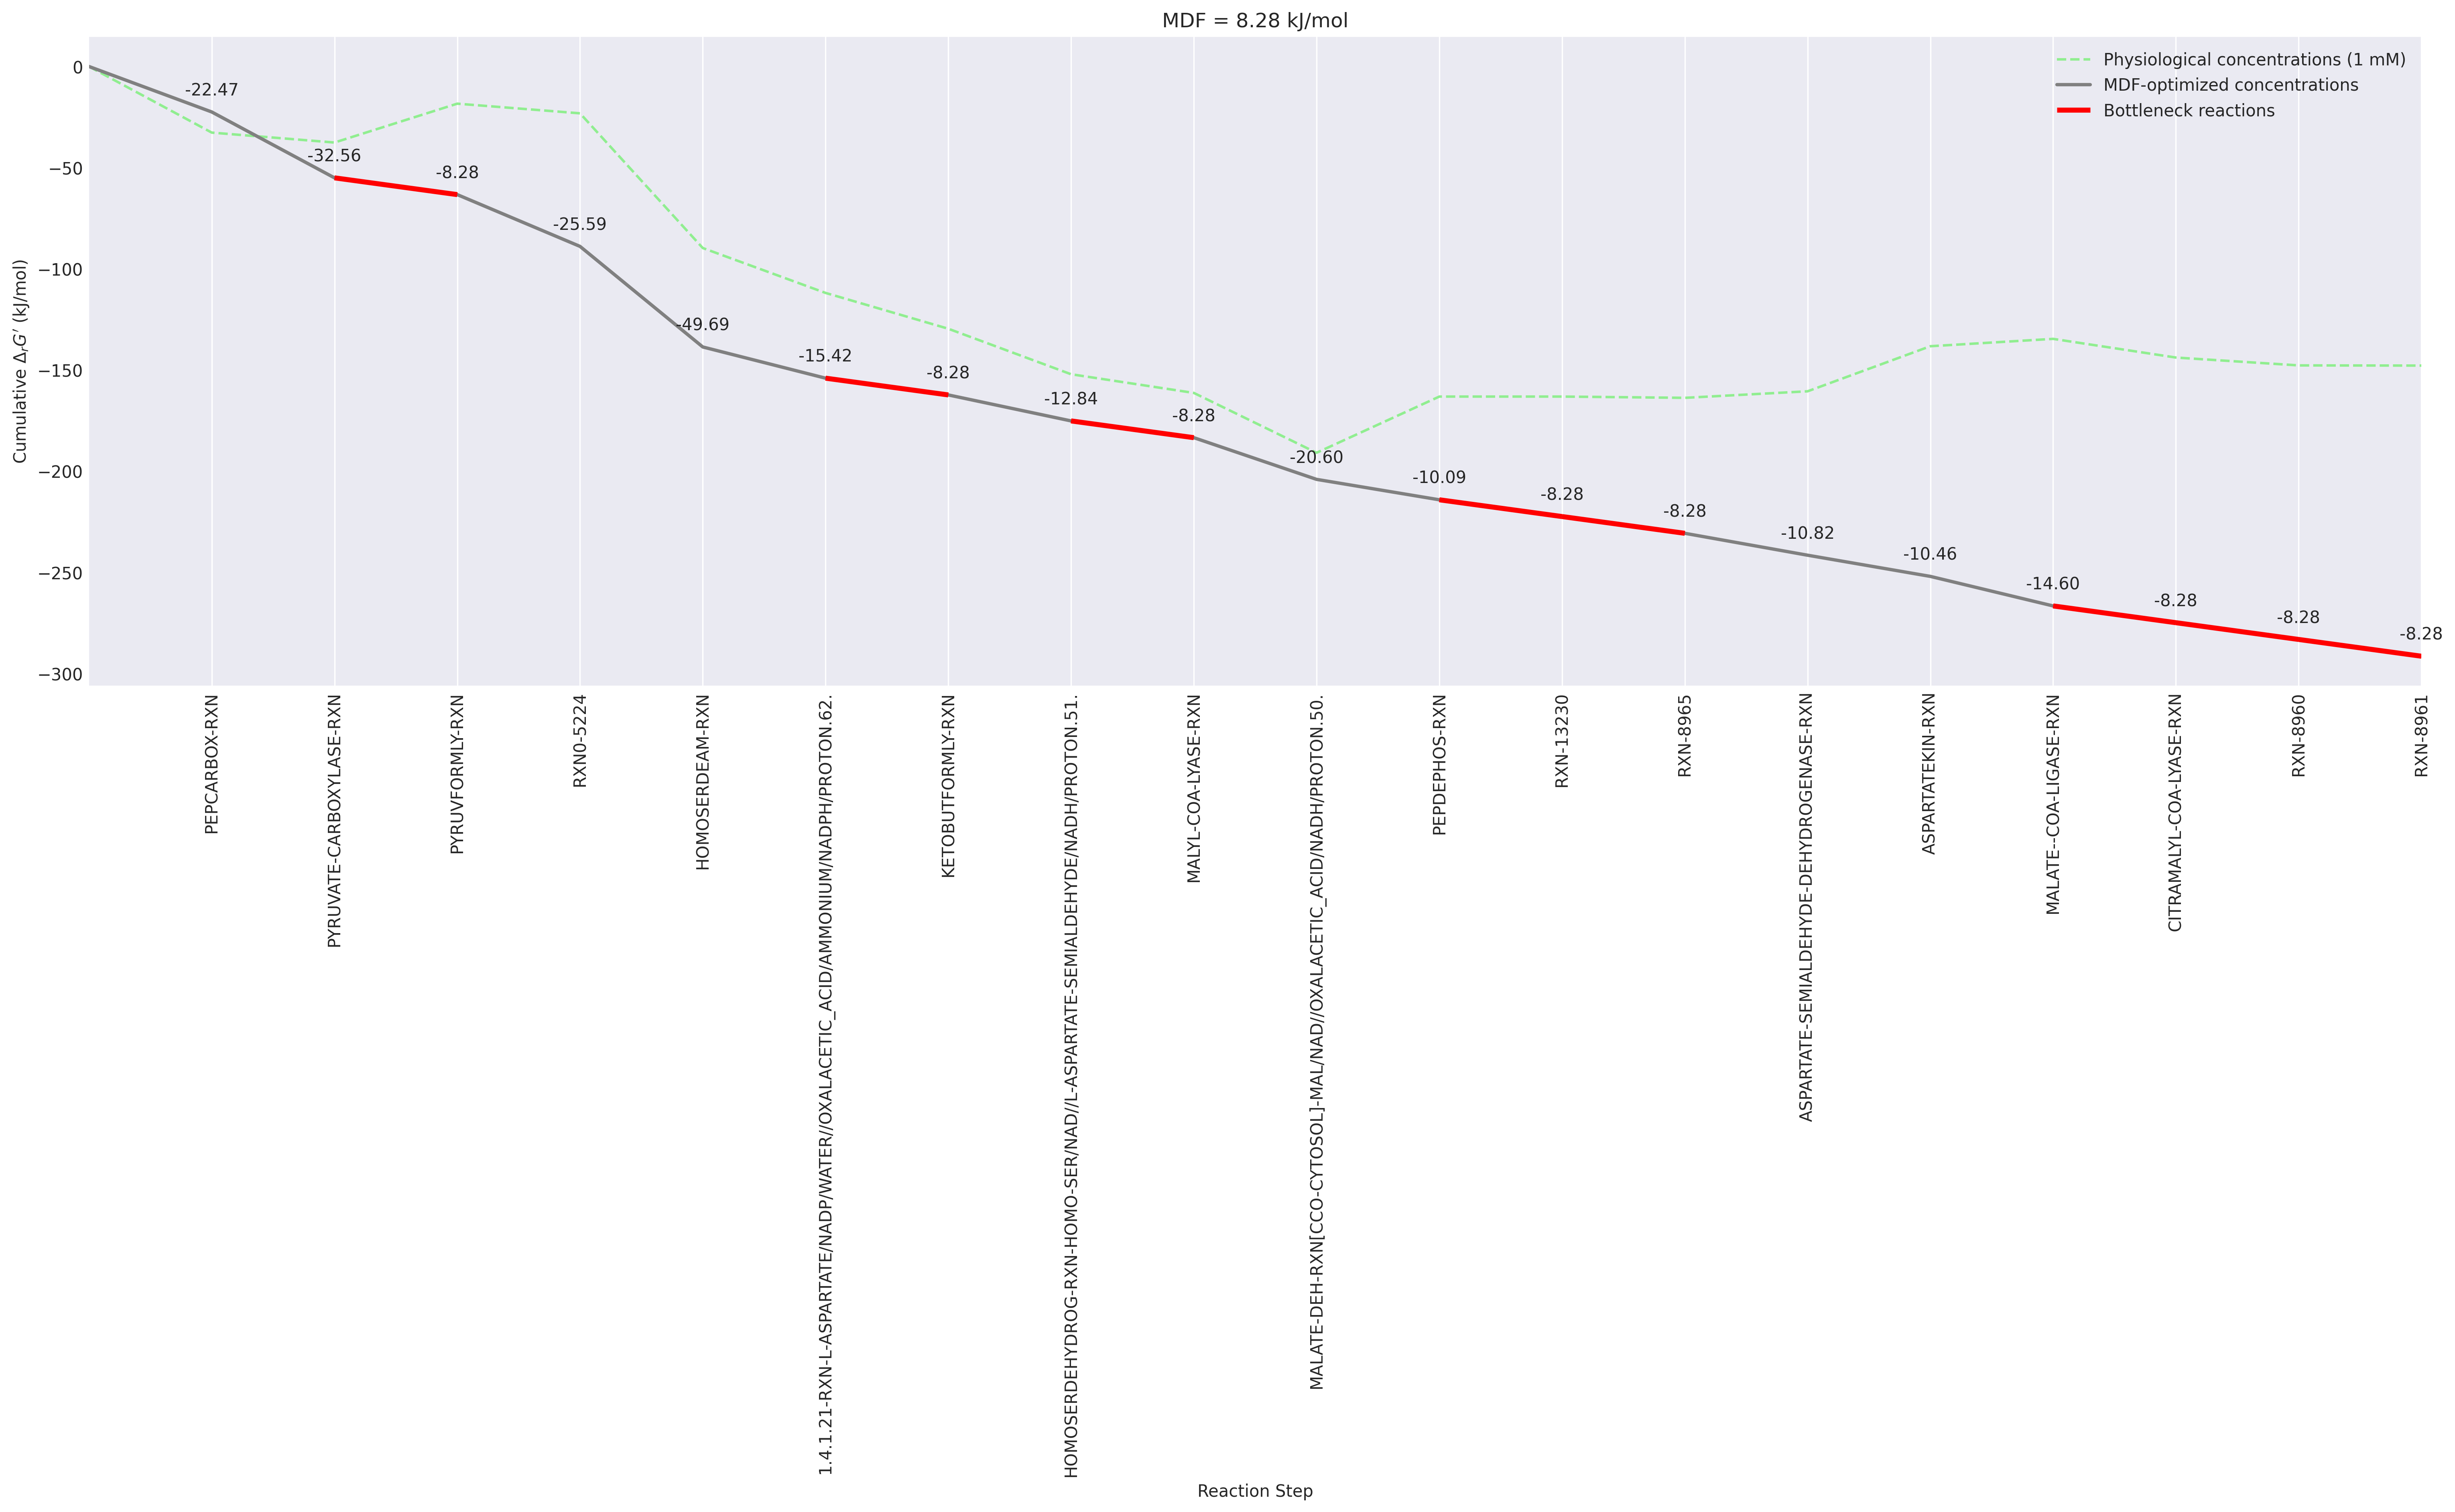 MDF = 8.28 kJ/mol
Physiological concentrations (1 mM)
MDF-optimized concentrations
Bottleneck reactions
Cumulative ΔrG′ (kJ/mol)
0
−50
−100
−150
−200
−250
−300
-22.47
-32.56
-8.28
-25.59
-49.69
-15.42
-8.28
-12.84
-8.28
-20.60
-10.09
-8.28
-8.28
-10.82
-10.46
-14.60
-8.28
-8.28
-8.28
PEPCARBOX-RXN
PYRUVATE-CARBOXYLASE-RXN
PYRUVFORMLY-RXN
RXN0-5224
HOMOSERDEAM-RXN
1.4.1.21-RXN-L-ASPARTATE/NADP/WATER//OXALACETIC_ACID/AMMONIUM/NADPH/PROTON.62.
KETOBUTFORMLY-RXN
HOMOSERDEHYDROG-RXN-HOMO-SER/NAD//L-ASPARTATE-SEMIALDEHYDE/NADH/PROTON.51.
MALYL-COA-LYASE-RXN
MALATE-DEH-RXN[CCO-CYTOSOL]-MAL/NAD//OXALACETIC_ACID/NADH/PROTON.50.
PEPDEPHOS-RXN
RXN-13230
RXN-8965
ASPARTATE-SEMIALDEHYDE-DEHYDROGENASE-RXN
ASPARTATEKIN-RXN
MALATE--COA-LIGASE-RXN
CITRAMALYL-COA-LYASE-RXN
RXN-8960
RXN-8961
Reaction Step